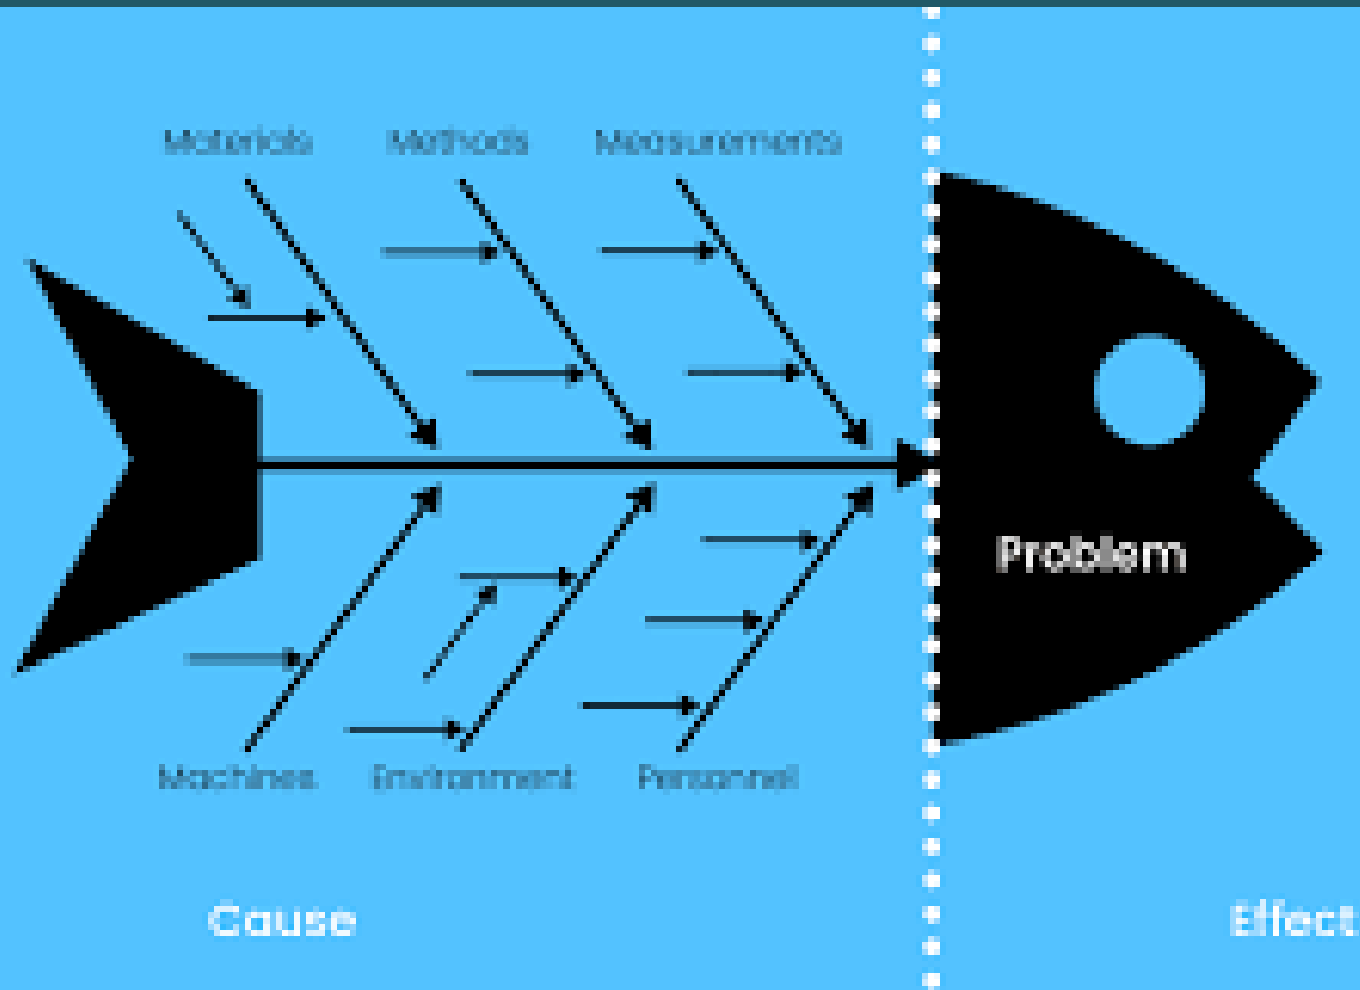 Materials Methods Measurements
Problem
Machines Environment Personnel
Cause Effect